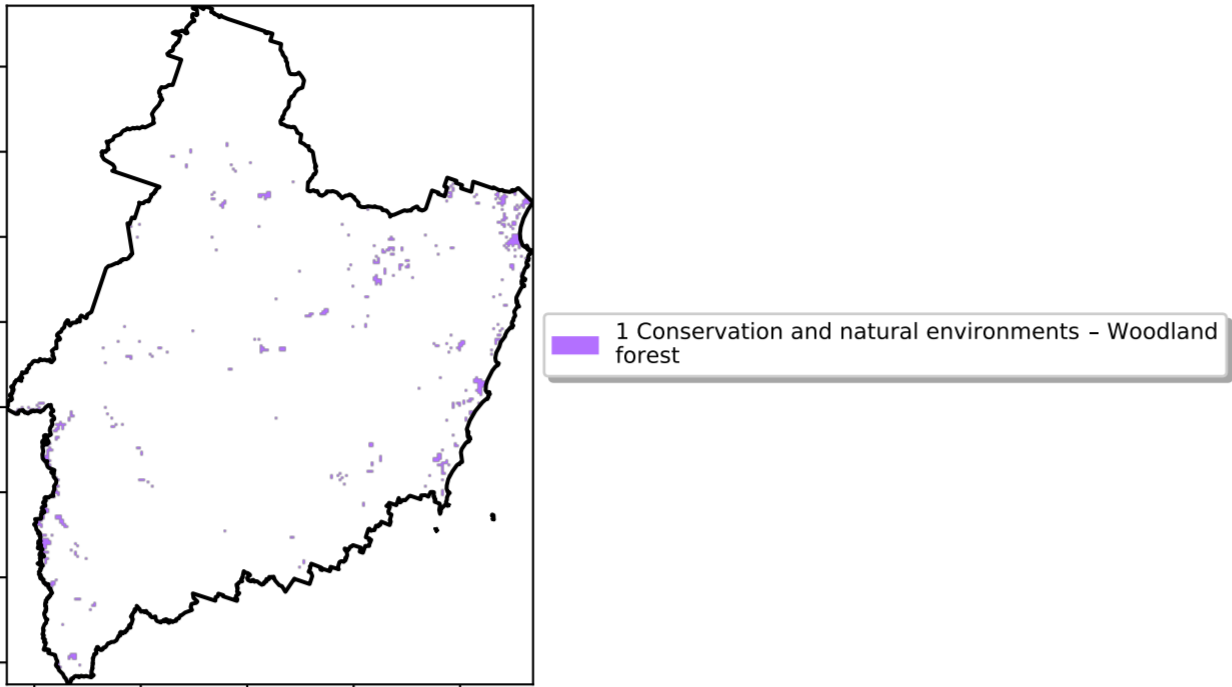 1 Conservation and natural environments – Woodland
forest